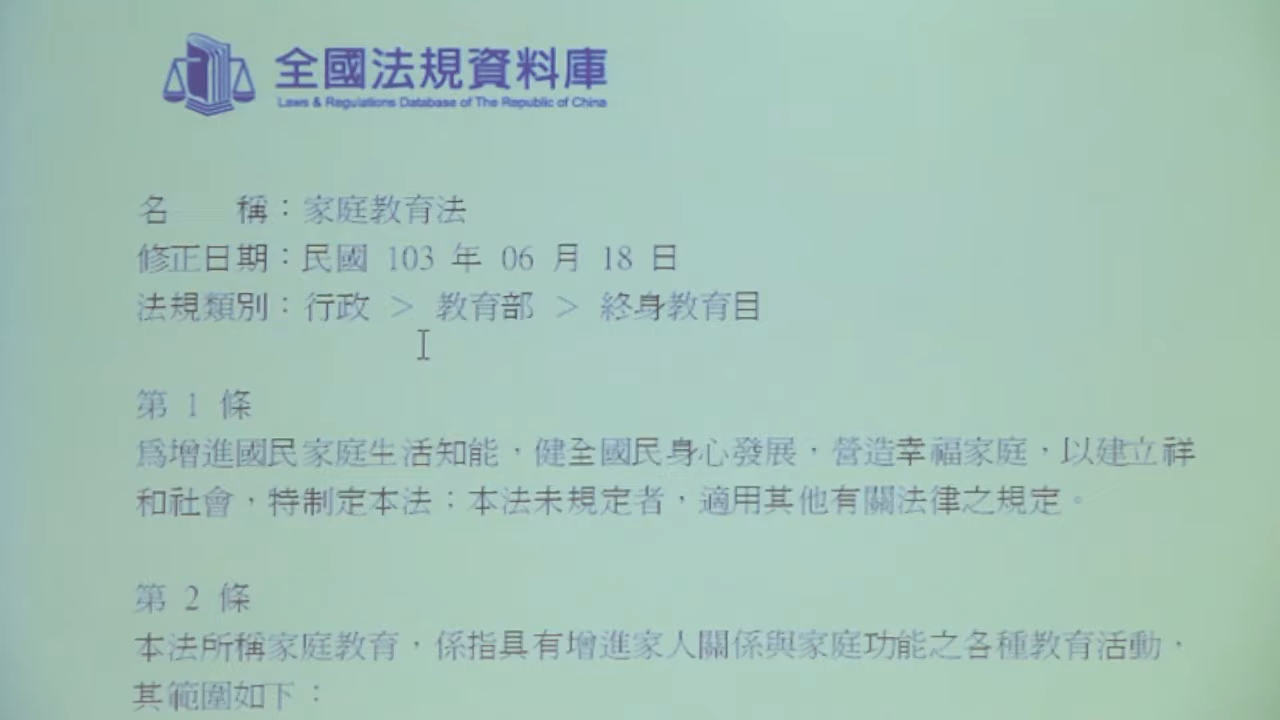 全國法規資料庫
Laws & Regulations Database of The Republic of China
名　　稱：家庭教育法
修正日期：民國 103 年 06 月 18 日
法規類別：行政 > 教育部 > 終身教育目
第 1 條
為增進國民家庭生活知能，健全國民身心發展，營造幸福家庭，以建立祥
和社會，特制定本法；本法未規定者，適用其他有關法律之規定。
第 2 條
本法所稱家庭教育，係指具有增進家人關係與家庭功能之各種教育活動，
其範圍如下：